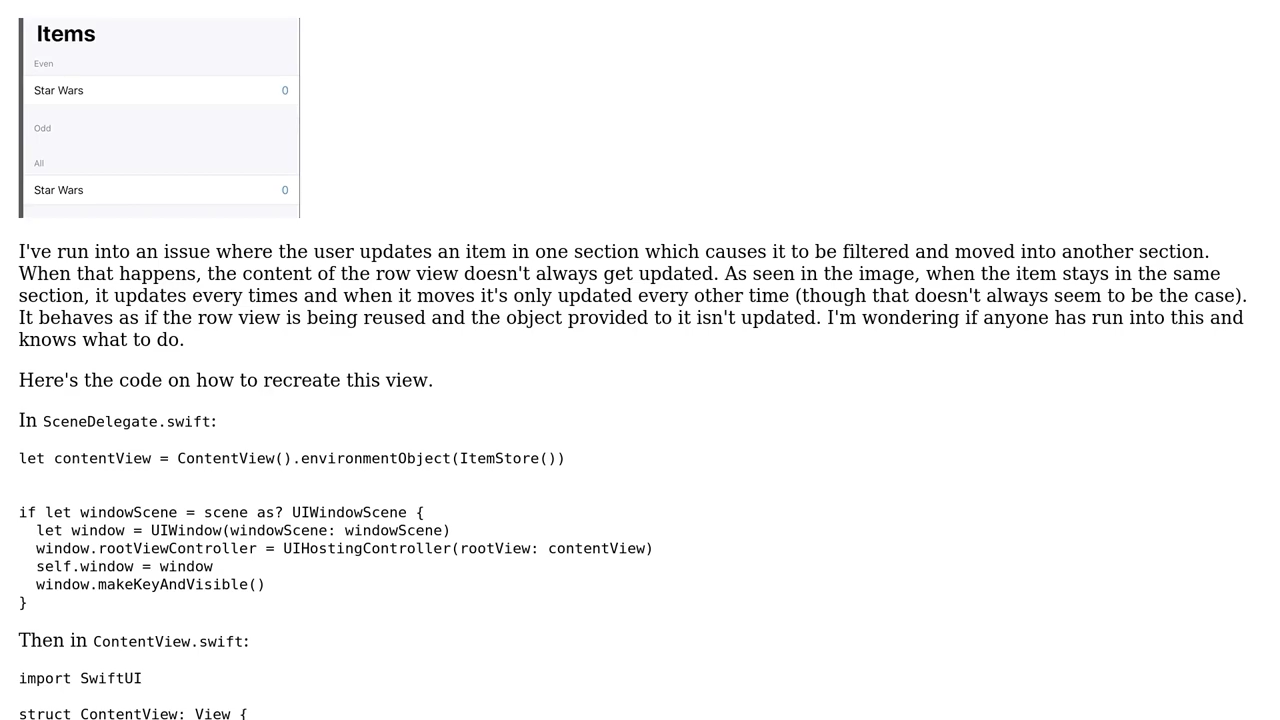 Items
Even
Star Wars 0
Odd
All
Star Wars 0
I've run into an issue where the user updates an item in one section which causes it to be filtered and moved into another section.
When that happens, the content of the row view doesn't always get updated. As seen in the image, when the item stays in the same
section, it updates every times and when it moves it's only updated every other time (though that doesn't always seem to be the case).
It behaves as if the row view is being reused and the object provided to it isn't updated. I'm wondering if anyone has run into this and
knows what to do.
Here's the code on how to recreate this view.
In SceneDelegate.swift:
let contentView = ContentView().environmentObject(ItemStore())
if let windowScene = scene as? UIWindowScene {
  let window = UIWindow(windowScene: windowScene)
  window.rootViewController = UIHostingController(rootView: contentView)
  self.window = window
  window.makeKeyAndVisible()
}
Then in ContentView.swift:
import SwiftUI
struct ContentView: View {